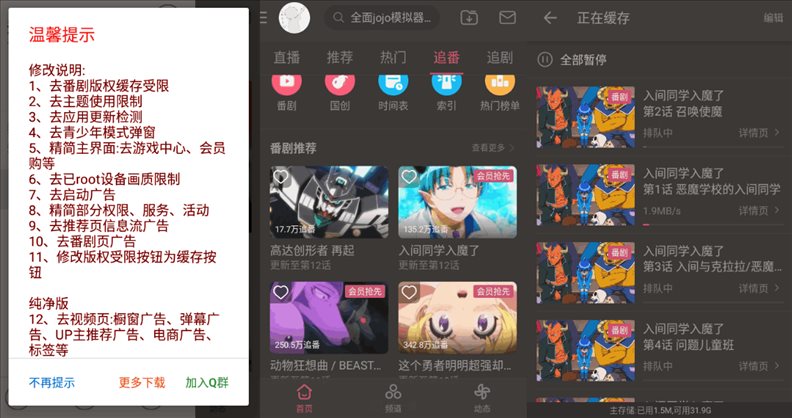 温馨提示
修改说明:
1、去番剧版权缓存受限
2、去主题使用限制
3、去应用更新检测
4、去青少年模式弹窗
5、精简主界面:去游戏中心、会员
购等
6、去已root设备画质限制
7、去启动广告
8、精简部分权限、服务、活动
9、去推荐页信息流广告
10、去番剧页广告
11、修改版权受限按钮为缓存按
钮
纯净版
12、去视频页:橱窗广告、弹幕广
告、UP主推荐广告、电商广告、
标签等
不再提示 更多下载 加入Q群
全面jojo模拟器...
直播 推荐 热门 追番 追剧
番剧 国创 时间表 索引 热门榜单
番剧推荐 查看更多
17.7万追番
会员抢先
135.2万追番
高达创形者 再起
更新至第12话
入间同学入魔了
更新至第12话
会员抢先
250.5万追番
会员抢先
342.8万追番
动物狂想曲 / BEAST...
这个勇者明明超强却...
更新至第12话
首页 频道 动态
正在缓存 编辑
全部暂停
番剧
入间同学入魔了
第2话 召唤使魔
排队中 详情页
番剧
入间同学入魔了
第1话 恶魔学校的入间同学
1.9MB/s 详情页
番剧
入间同学入魔了
第3话 入间与克拉拉/恶魔...
排队中 详情页
番剧
入间同学入魔了
第4话 问题儿童班
排队中 详情页
主存储:已用1.5M,可用31.9G